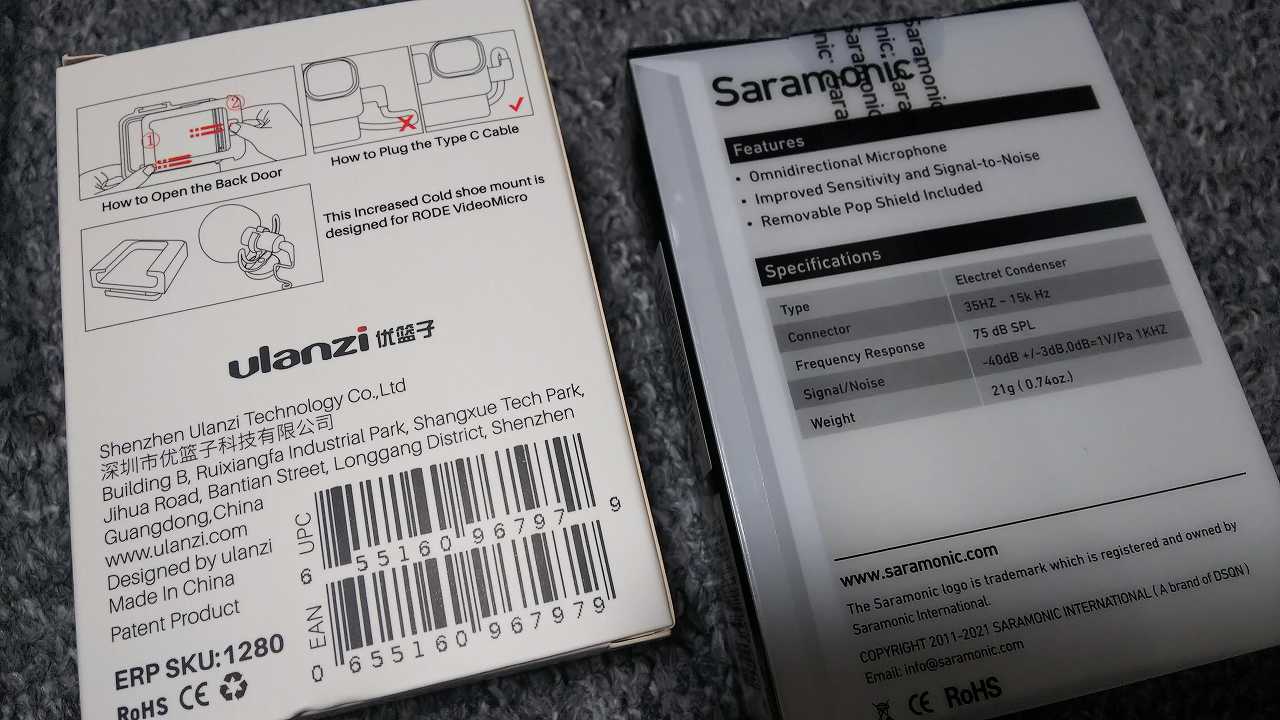 ①
②
How to Open the Back Door
How to Plug the Type C Cable
This Increased Cold shoe mount is
designed for RODE VideoMicro
ulanzi 优篮子
Shenzhen Ulanzi Technology Co.,Ltd
深圳市优篮子科技有限公司
Building B, Ruixiangfa Industrial Park, Shangxue Tech Park,
Jihua Road, Bantian Street, Longgang District, Shenzhen
Guangdong,China
www.ulanzi.com
Designed by ulanzi
Made In China
Patent Product
ERP SKU:1280
RoHS CE
UPC
6 55160 96797 9
EAN
0 655160 967979
Saramonic
Saramonic
Saramonic
Features
• Omnidirectional Microphone
• Improved Sensitivity and Signal-to-Noise
• Removable Pop Shield Included
Specifications
Type Electret Condenser
Connector 35HZ – 15k Hz
Frequency Response 75 dB SPL
Signal/Noise -40dB +/-3dB,0dB=1V/Pa 1KHZ
Weight 21g ( 0.74oz.)
www.saramonic.com
The Saramonic logo is trademark which is registered and owned by
Saramonic International.
COPYRIGHT 2011-2021 SARAMONIC INTERNATIONAL ( A brand of DSQN )
Email: info@saramonic.com
CE RoHS